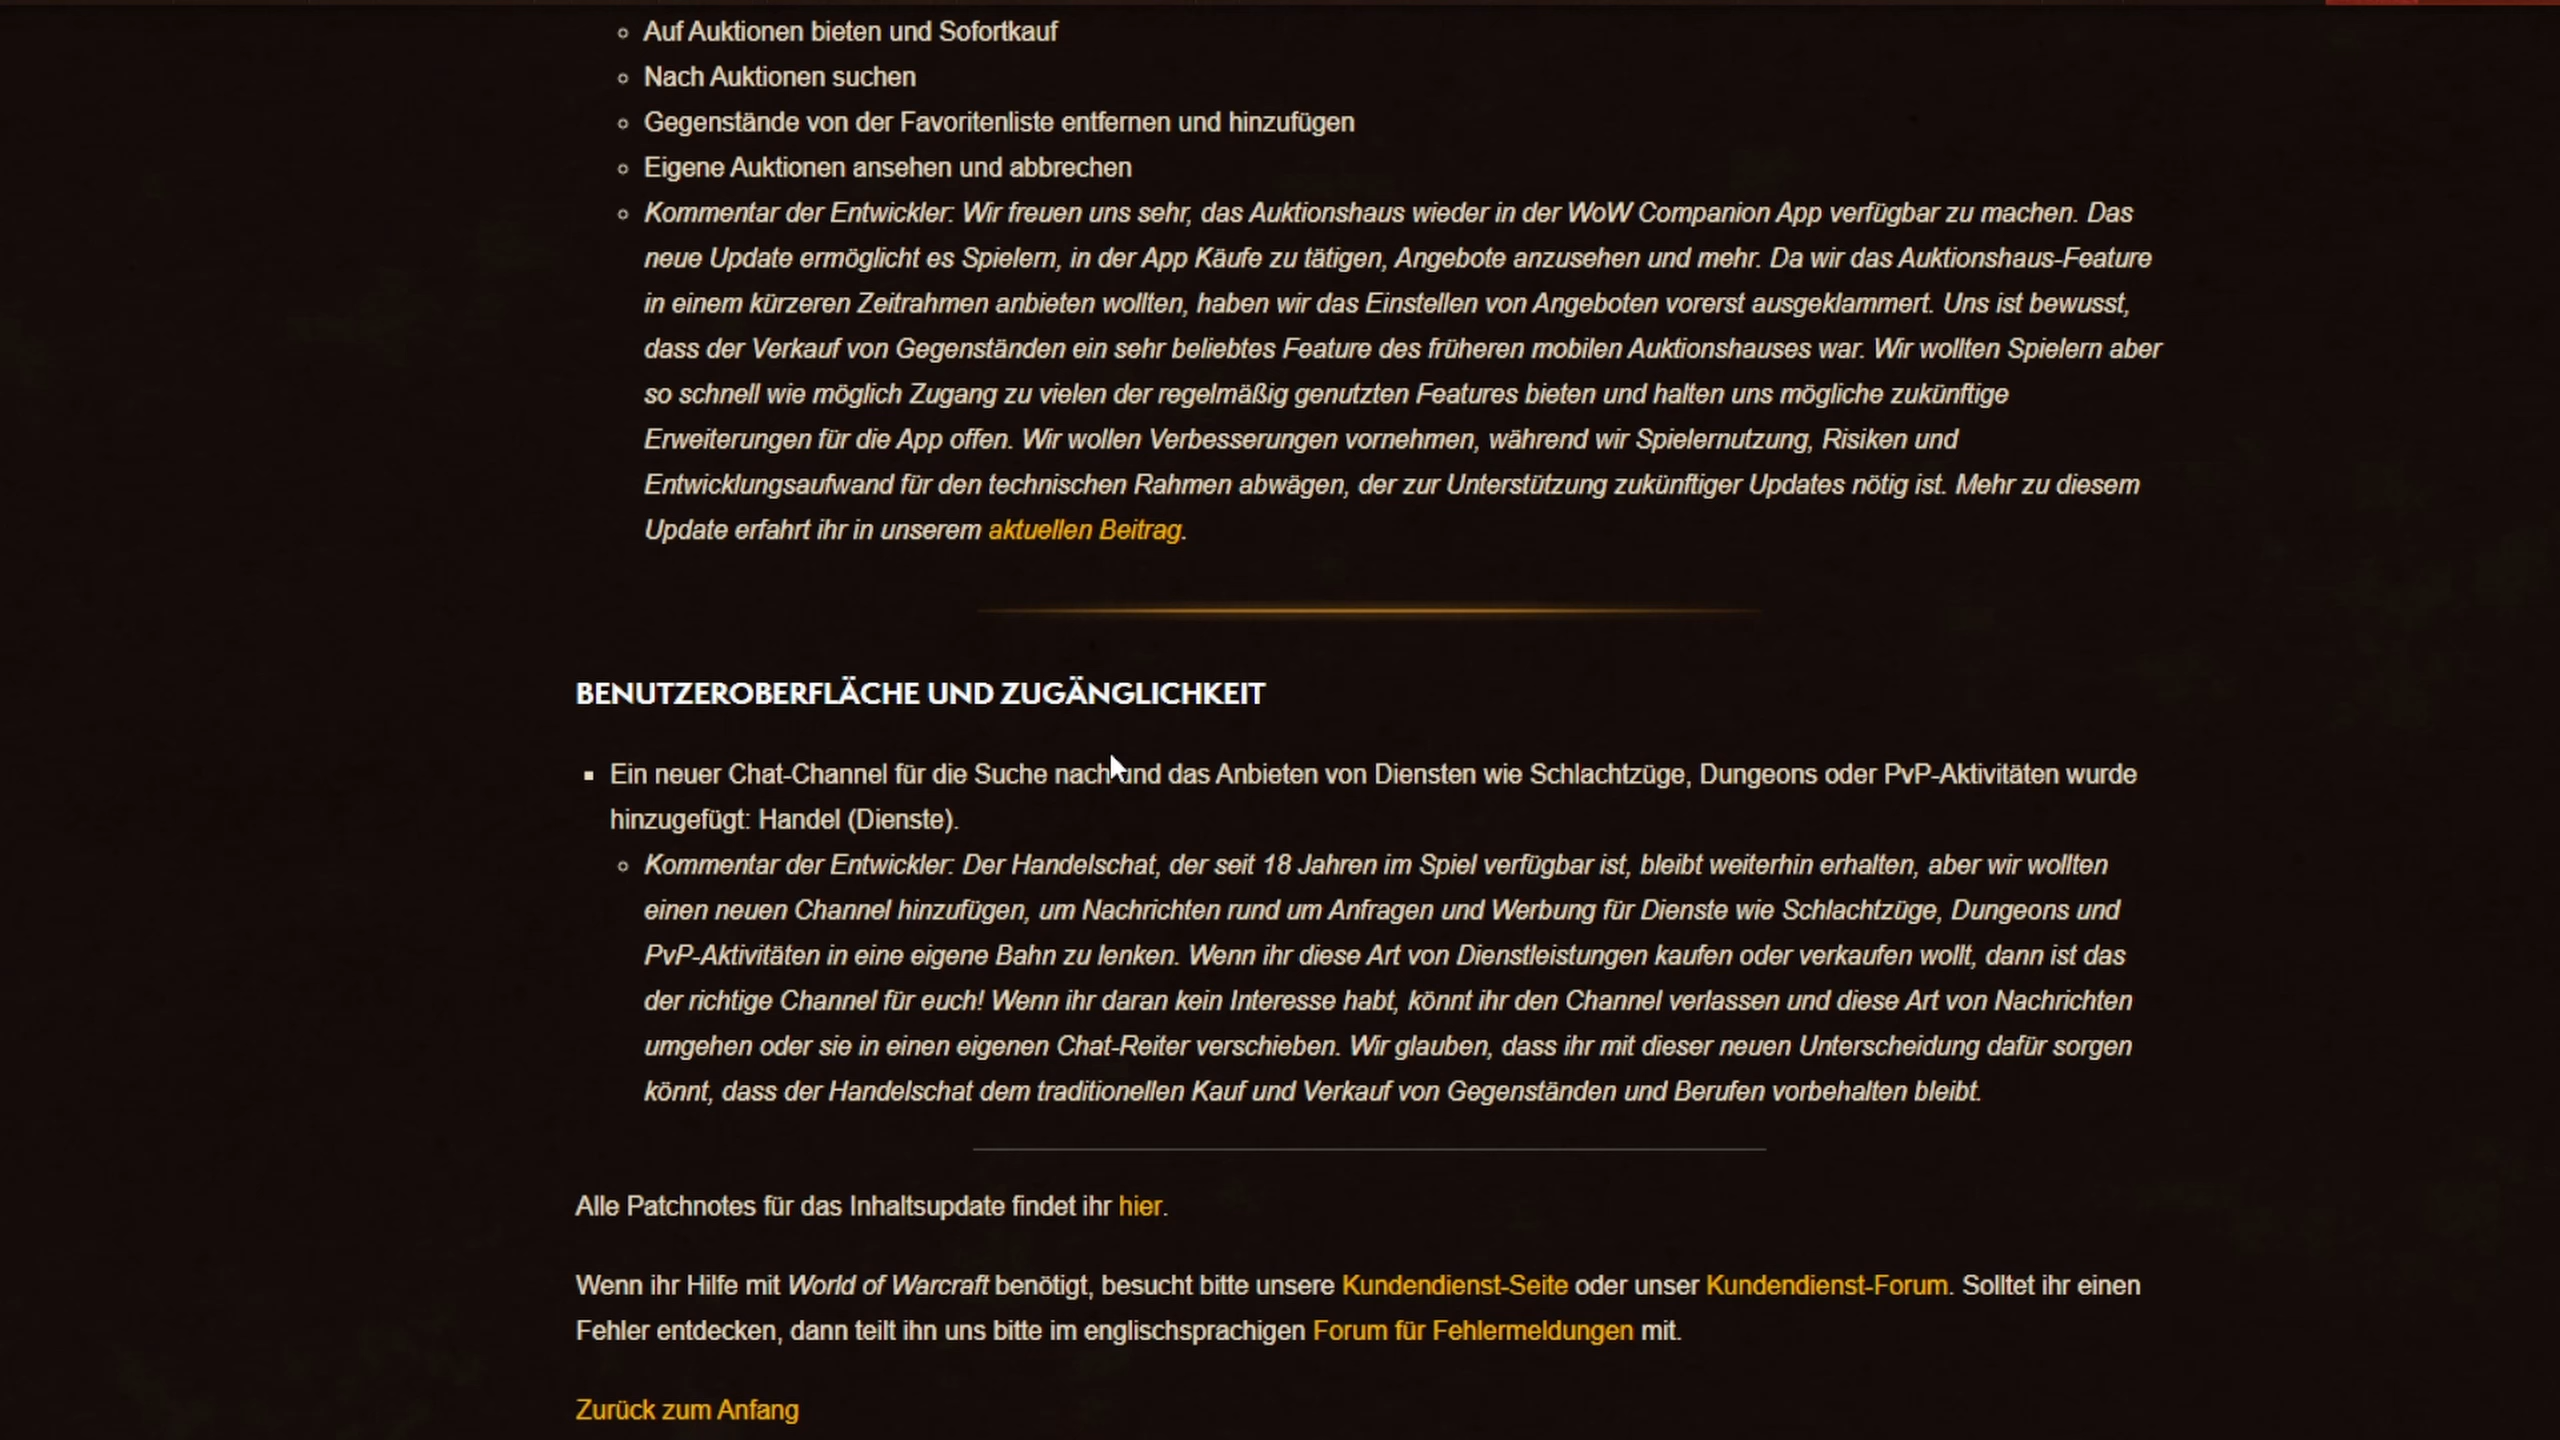 Auf Auktionen bieten und Sofortkauf
Nach Auktionen suchen
Gegenstände von der Favoritenliste entfernen und hinzufügen
Eigene Auktionen ansehen und abbrechen
Kommentar der Entwickler: Wir freuen uns sehr, das Auktionshaus wieder in der WoW Companion App verfügbar zu machen. Das
neue Update ermöglicht es Spielern, in der App Käufe zu tätigen, Angebote anzusehen und mehr. Da wir das Auktionshaus-Feature
in einem kürzeren Zeitrahmen anbieten wollten, haben wir das Einstellen von Angeboten vorerst ausgeklammert. Uns ist bewusst,
dass der Verkauf von Gegenständen ein sehr beliebtes Feature des früheren mobilen Auktionshauses war. Wir wollten Spielern aber
so schnell wie möglich Zugang zu vielen der regelmäßig genutzten Features bieten und halten uns mögliche zukünftige
Erweiterungen für die App offen. Wir wollen Verbesserungen vornehmen, während wir Spielernutzung, Risiken und
Entwicklungsaufwand für den technischen Rahmen abwägen, der zur Unterstützung zukünftiger Updates nötig ist. Mehr zu diesem
Update erfahrt ihr in unserem aktuellen Beitrag.
BENUTZEROBERFLÄCHE UND ZUGÄNGLICHKEIT
Ein neuer Chat-Channel für die Suche nach und das Anbieten von Diensten wie Schlachtzüge, Dungeons oder PvP-Aktivitäten wurde
hinzugefügt: Handel (Dienste).
Kommentar der Entwickler: Der Handelschat, der seit 18 Jahren im Spiel verfügbar ist, bleibt weiterhin erhalten, aber wir wollten
einen neuen Channel hinzufügen, um Nachrichten rund um Anfragen und Werbung für Dienste wie Schlachtzüge, Dungeons und
PvP-Aktivitäten in eine eigene Bahn zu lenken. Wenn ihr diese Art von Dienstleistungen kaufen oder verkaufen wollt, dann ist das
der richtige Channel für euch! Wenn ihr daran kein Interesse habt, könnt ihr den Channel verlassen und diese Art von Nachrichten
umgehen oder sie in einen eigenen Chat-Reiter verschieben. Wir glauben, dass ihr mit dieser neuen Unterscheidung dafür sorgen
könnt, dass der Handelschat dem traditionellen Kauf und Verkauf von Gegenständen und Berufen vorbehalten bleibt.
Alle Patchnotes für das Inhaltsupdate findet ihr hier.
Wenn ihr Hilfe mit World of Warcraft benötigt, besucht bitte unsere Kundendienst-Seite oder unser Kundendienst-Forum. Solltet ihr einen
Fehler entdecken, dann teilt ihn uns bitte im englischsprachigen Forum für Fehlermeldungen mit.
Zurück zum Anfang